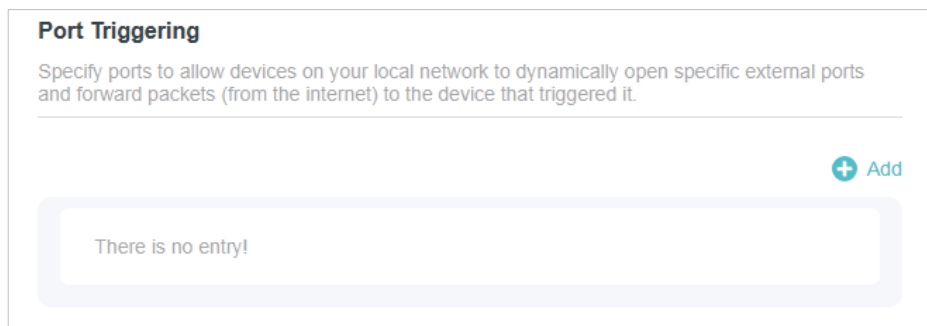 Port Triggering
Specify ports to allow devices on your local network to dynamically open specific external ports
and forward packets (from the internet) to the device that triggered it.
Add
There is no entry!